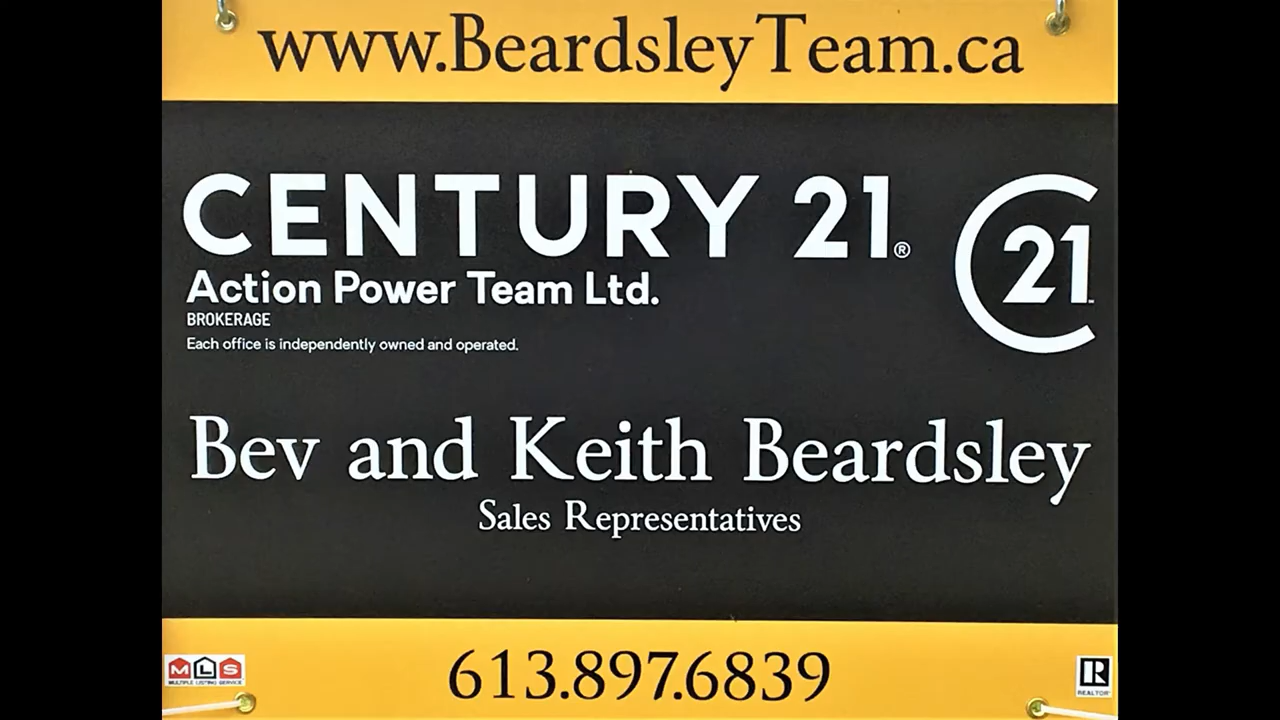 www.BeardsleyTeam.ca
CENTURY 21®
C21
Action Power Team Ltd.
BROKERAGE
Each office is independently owned and operated.
Bev and Keith Beardsley
Sales Representatives
MLS
MULTIPLE LISTING SERVICE
613.897.6839
R
REALTOR®